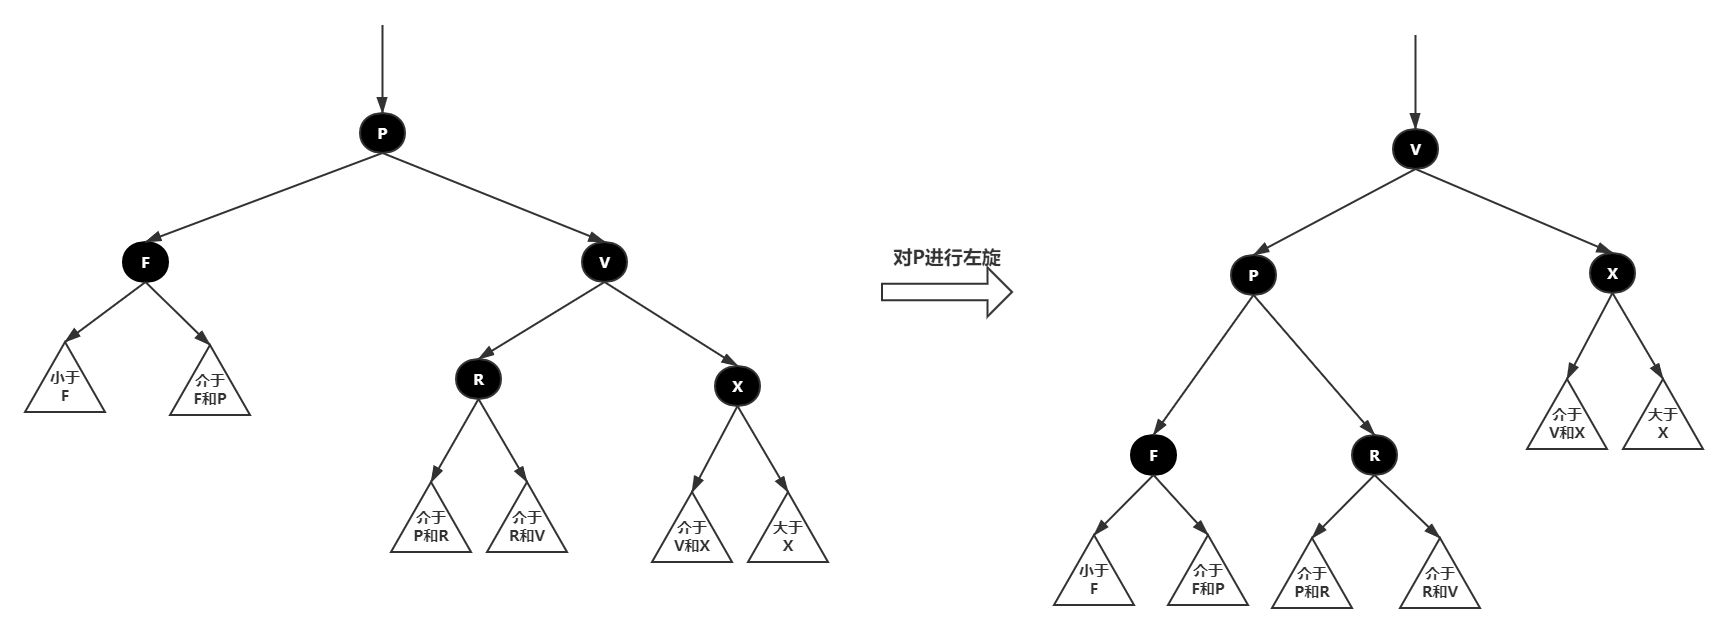 P
F
V
小于
F
介于
F和P
R
X
介于
P和R
介于
R和V
介于
V和X
大于
X
对P进行左旋
V
P
X
F
R
介于
V和X
大于
X
小于
F
介于
F和P
介于
P和R
介于
R和V